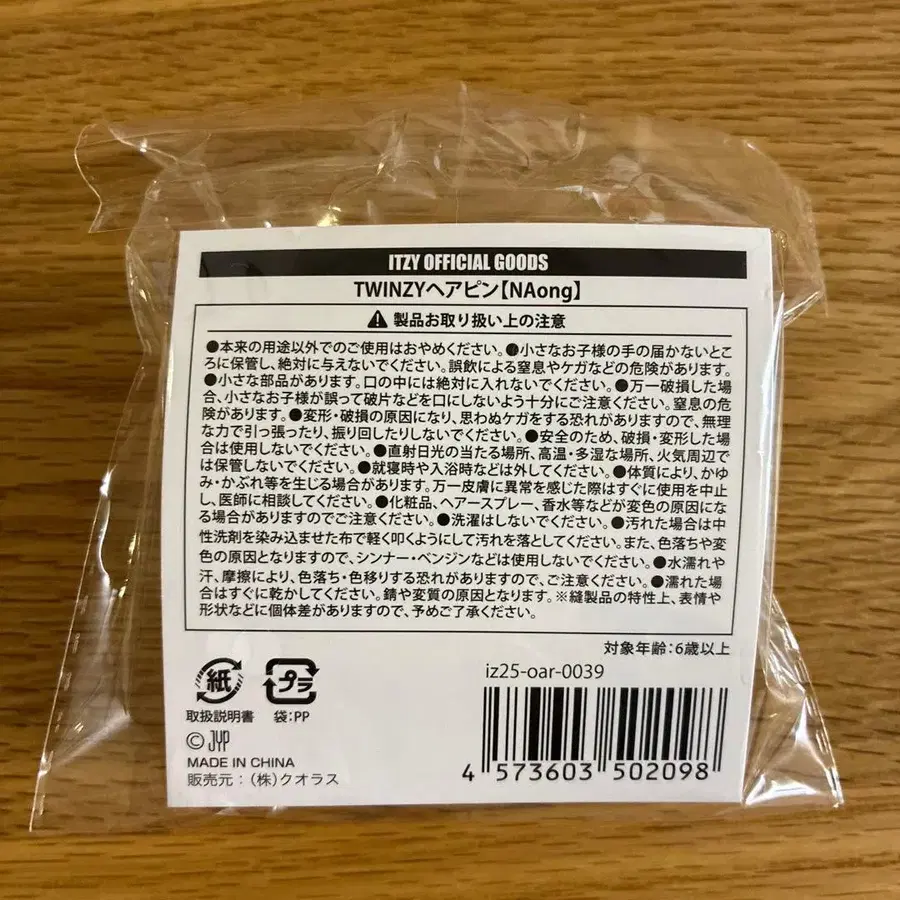 ITZY OFFICIAL GOODS
TWINZYヘアピン【NAong】
⚠ 製品お取り扱い上の注意
●本来の用途以外でのご使用はおやめください。●小さなお子様の手の届かないとこ
ろに保管し、絶対に与えないでください。誤飲による窒息やケガなどの危険があります。
●小さな部品があります。口の中には絶対に入れないでください。●万一破損した場
合、小さなお子様が誤って破片などを口にしないよう十分にご注意ください。窒息の危
険があります。●変形・破損の原因になり、思わぬケガをする恐れがありますので、無理
な力で引っ張ったり、振り回したりしないでください。●安全のため、破損・変形した場
合は使用しないでください。●直射日光の当たる場所、高温・多湿な場所、火気周辺で
は保管しないでください。●就寝時や入浴時などは外してください。●体質により、かゆ
み・かぶれ等を生じる場合があります。万一皮膚に異常を感じた際はすぐに使用を中止
し、医師に相談してください。●化粧品、ヘアースプレー、香水等などが変色の原因にな
る場合がありますのでご注意ください。●洗濯はしないでください。●汚れた場合は中
性洗剤を染み込ませた布で軽く叩くようにして汚れを落としてください。また、色落ちや変
色の原因となりますので、シンナー・ベンジンなどは使用しないでください。●水濡れや
汗、摩擦により、色落ち・色移りする恐れがありますので、ご注意ください。●濡れた場
合はすぐに乾かしてください。錆や変質の原因となります。※縫製品の特性上、表情や
形状などに個体差がありますので、予めご了承ください。
対象年齢:6歳以上
紙 プラ
取扱説明書 袋:PP
iz25-oar-0039
© JYP
MADE IN CHINA
販売元:(株)クオラス
4 573603 502098